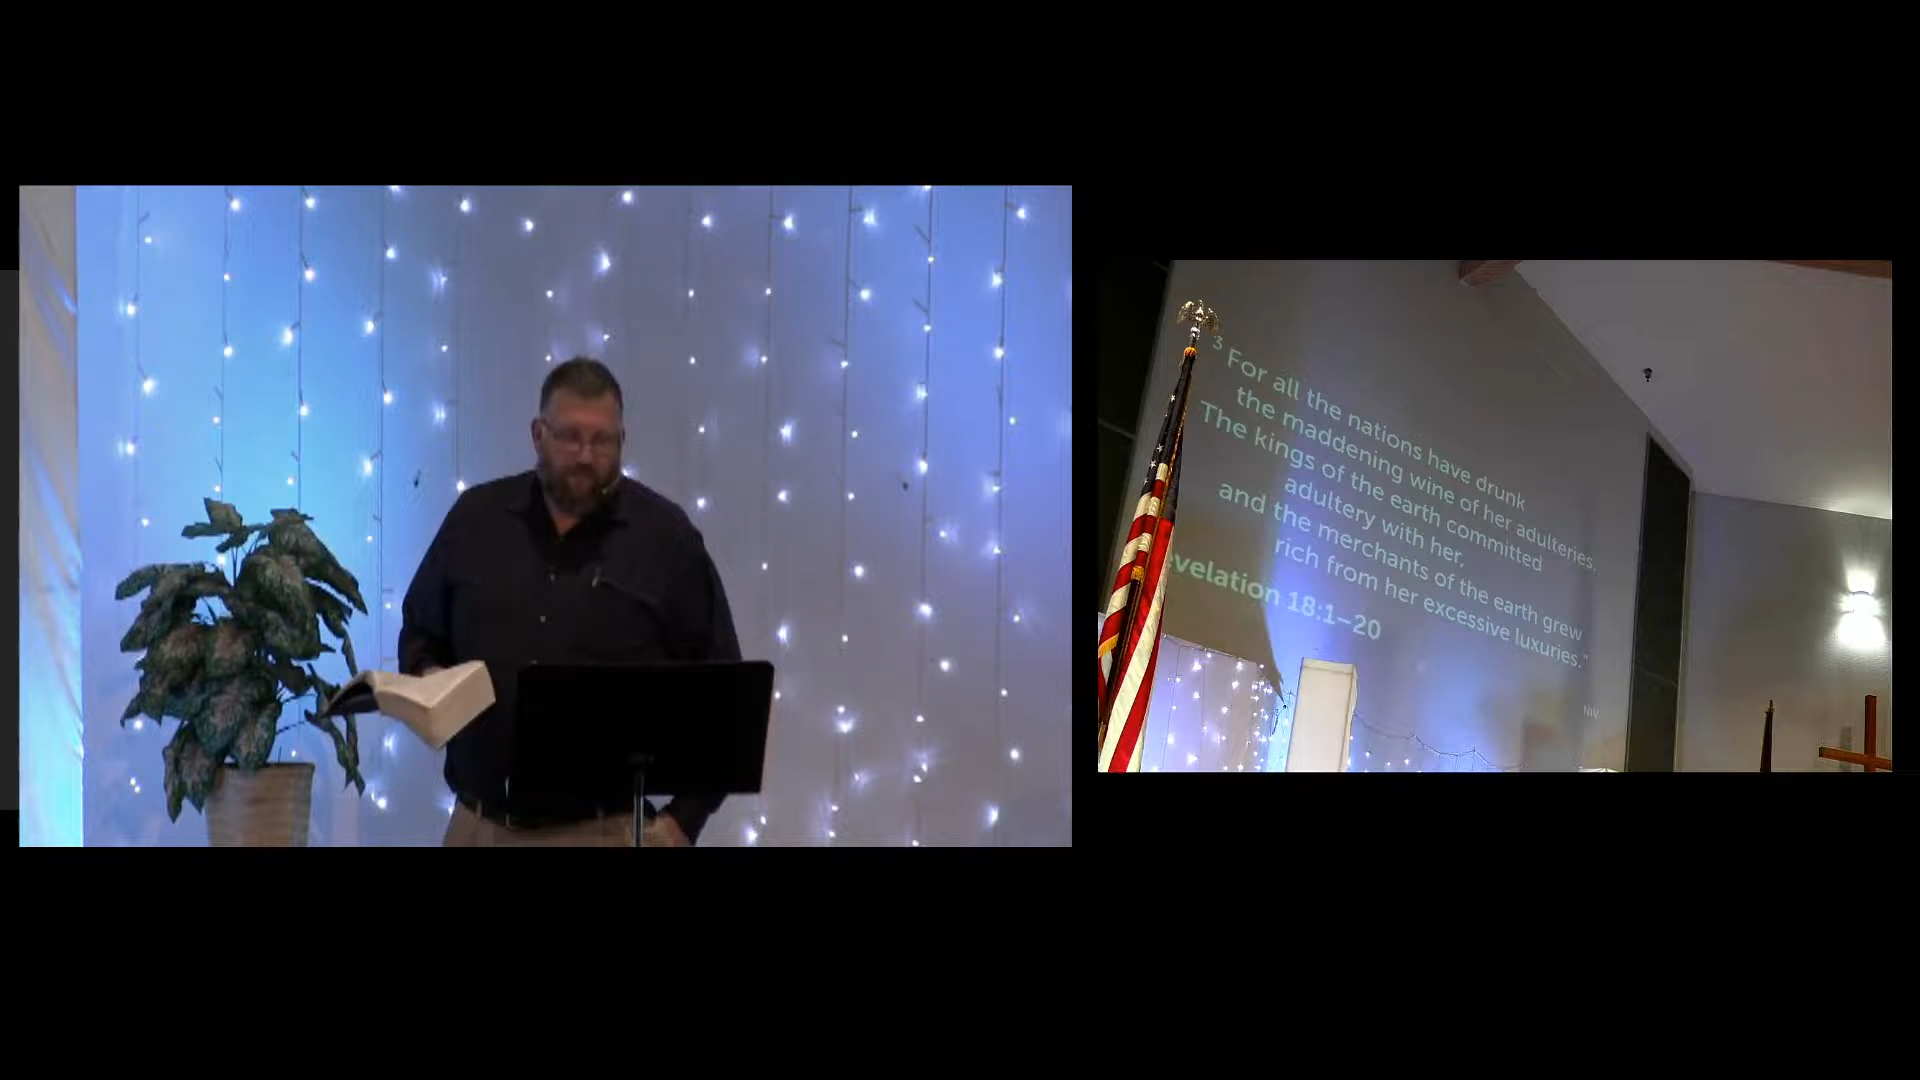 3 For all the nations have drunk
the maddening wine of her adulteries.
The kings of the earth committed
adultery with her,
and the merchants of the earth grew
rich from her excessive luxuries."
velation 18:1–20
NIV